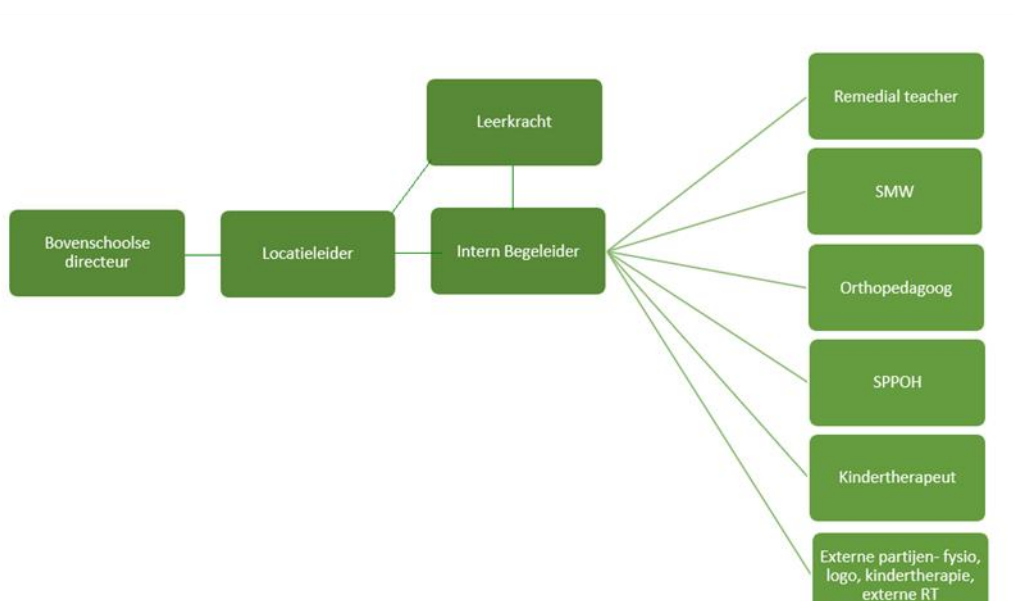 Leerkracht
Bovenschoolse
directeur
Locatieleider
Intern Begeleider
Remedial teacher
SMW
Orthopedagoog
SPPOH
Kindertherapeut
Externe partijen- fysio,
logo, kindertherapie,
externe RT